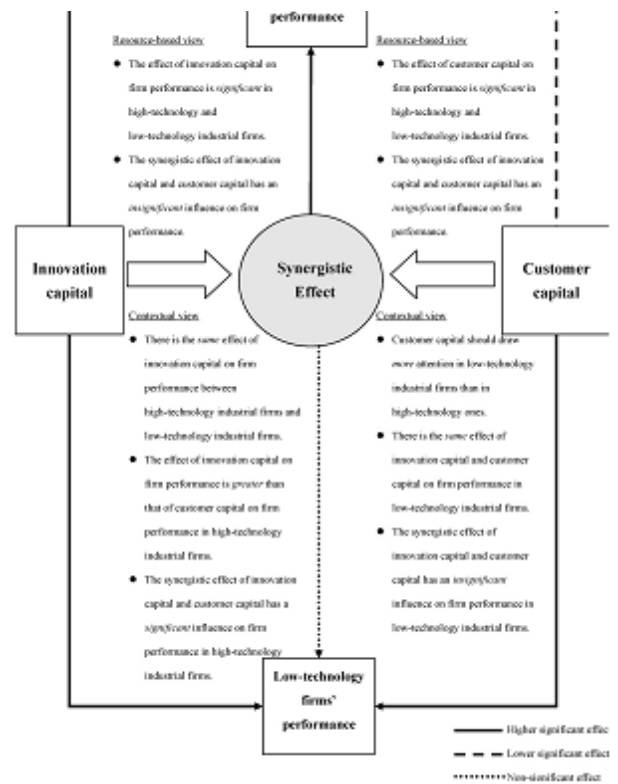 performance
Resource-based view
The effect of innovation capital on
firm performance is significant in
high-technology and
low-technology industrial firms.
The synergistic effect of innovation
capital and customer capital has an
insignificant influence on firm
performance.
Resource-based view
The effect of customer capital on
firm performance is significant in
high-technology and
low-technology industrial firms.
The synergistic effect of innovation
capital and customer capital has an
insignificant influence on firm
performance.
Innovation
capital
Synergistic
Effect
Customer
capital
Contextual view
There is the same effect of
innovation capital on firm
performance between
high-technology industrial firms and
low-technology industrial firms.
The effect of innovation capital on
firm performance is greater than
that of customer capital on firm
performance in high-technology
industrial firms.
The synergistic effect of innovation
capital and customer capital has a
significant influence on firm
performance in high-technology
industrial firms.
Contextual view
Customer capital should draw
more attention in low-technology
industrial firms than in
high-technology ones.
There is the same effect of
innovation capital and customer
capital on firm performance in
low-technology industrial firms.
The synergistic effect of
innovation capital and customer
capital has an insignificant
influence on firm performance in
low-technology industrial firms.
Low-technology
firms'
performance
Higher significant effec
Lower significant effect
Non-significant effect